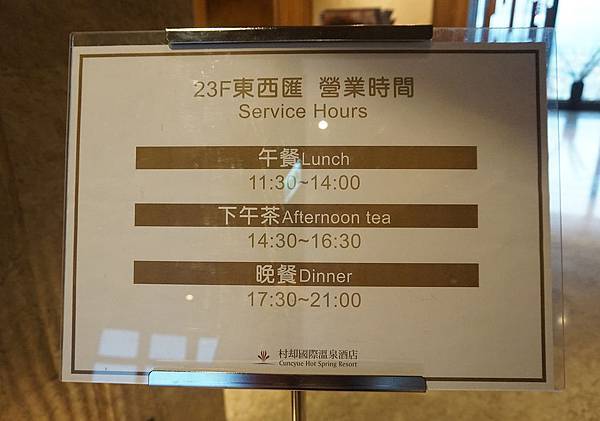 23F東西匯 營業時間
Service Hours
午餐Lunch
11:30~14:00
下午茶Afternoon tea
14:30~16:30
晚餐Dinner
17:30~21:00
村却國際溫泉酒店
Cuncyue Hot Spring Resort